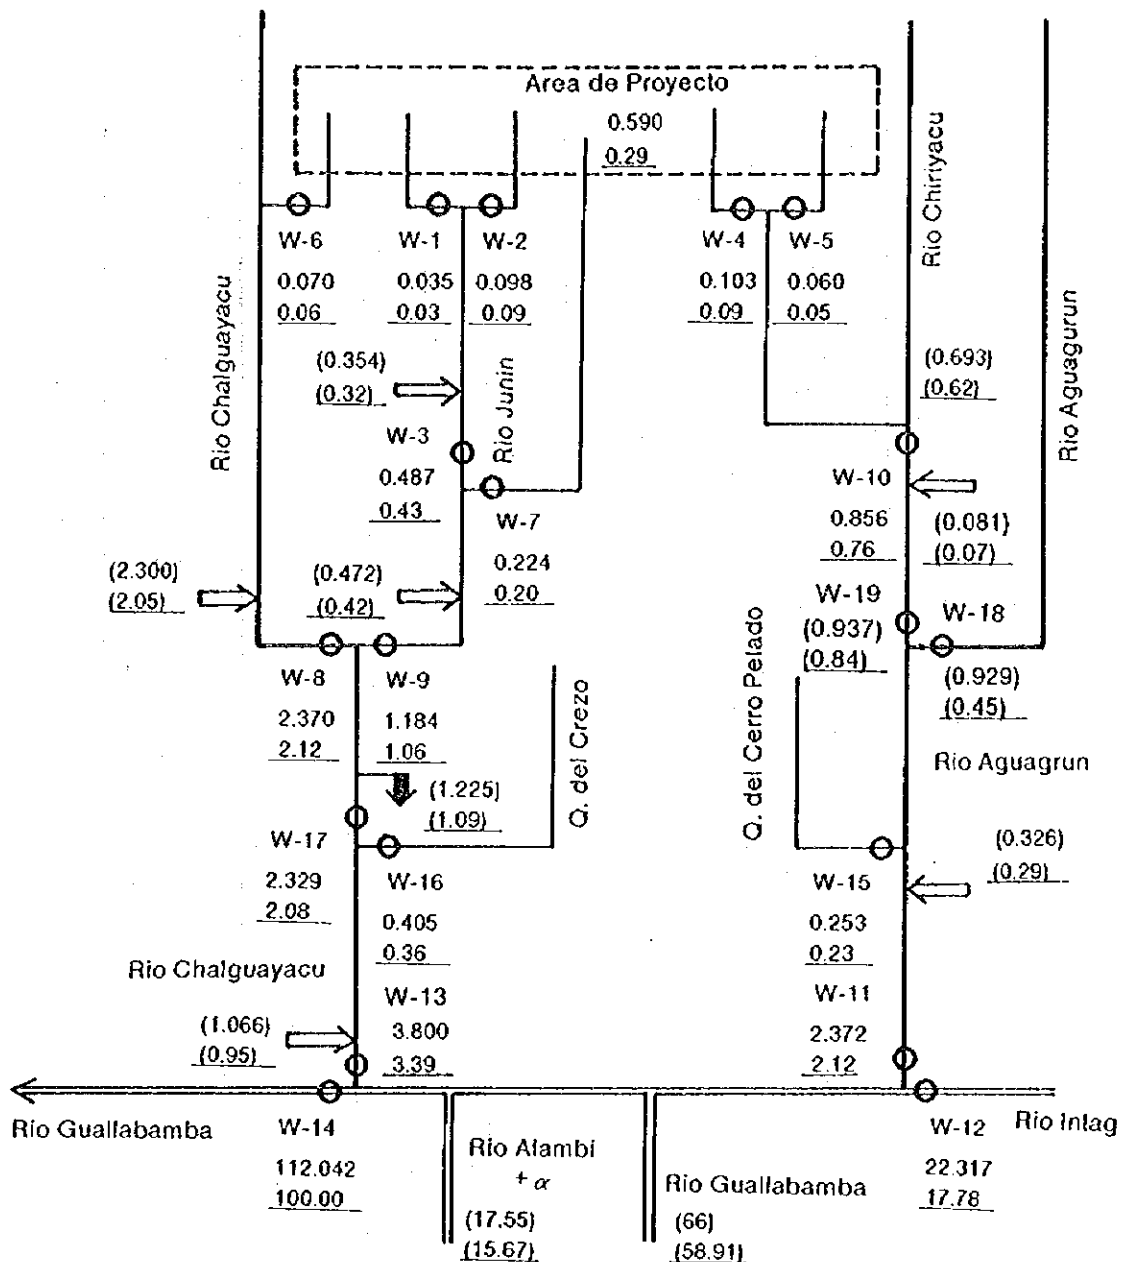 Area de Proyecto
0.590
0.29
Rio Chiriyacu
Rio Aguagurun
Rio Chalguayacu
W-6
0.070
0.06
W-1
0.035
0.03
W-2
0.098
0.09
W-4
0.103
0.09
W-5
0.060
0.05
(0.354)
(0.32)
Rio Junin
(0.693)
(0.62)
W-3
0.487
0.43
W-7
0.224
0.20
W-10
0.856
0.76
(0.081)
(0.07)
(2.300)
(2.05)
(0.472)
(0.42)
W-19
(0.937)
(0.84)
W-18
(0.929)
(0.45)
W-8
2.370
2.12
W-9
1.184
1.06
Q. del Crezo
Q. del Cerro Pelado
Rio Aguagrun
(1.225)
(1.09)
W-17
2.329
2.08
W-16
0.405
0.36
W-15
0.253
0.23
(0.326)
(0.29)
Rio Chalguayacu
(1.066)
(0.95)
W-13
3.800
3.39
W-11
2.372
2.12
Rio Guallabamba
W-14
112.042
100.00
Rio Alambi
+ α
(17.55)
(15.67)
Rio Guallabamba
(66)
(58.91)
W-12
22.317
17.78
Rio Intag